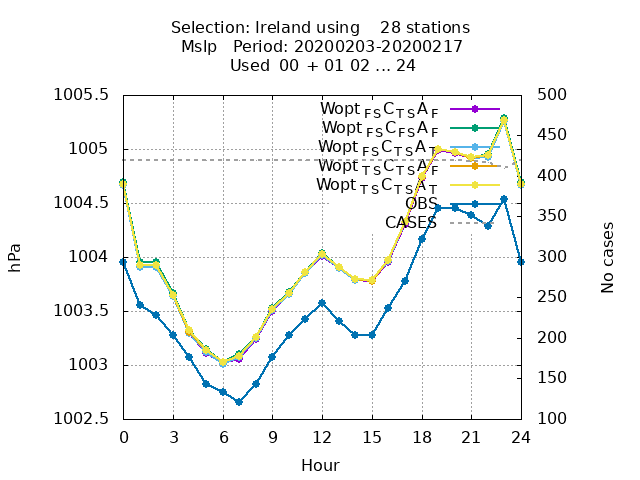 Selection: Ireland using 28 stations
Mslp Period: 20200203-20200217
Used 00 + 01 02 ... 24
1005.5
1005
1004.5
1004
1003.5
1003
1002.5
hPa
500
450
400
350
300
250
200
150
100
No cases
Wopt FS C TS A F
Wopt FS C FS A F
Wopt FS C TS A T
Wopt TS C TS A F
Wopt TS C TS A T
OBS
CASES
0 3 6 9 12 15 18 21 24
Hour